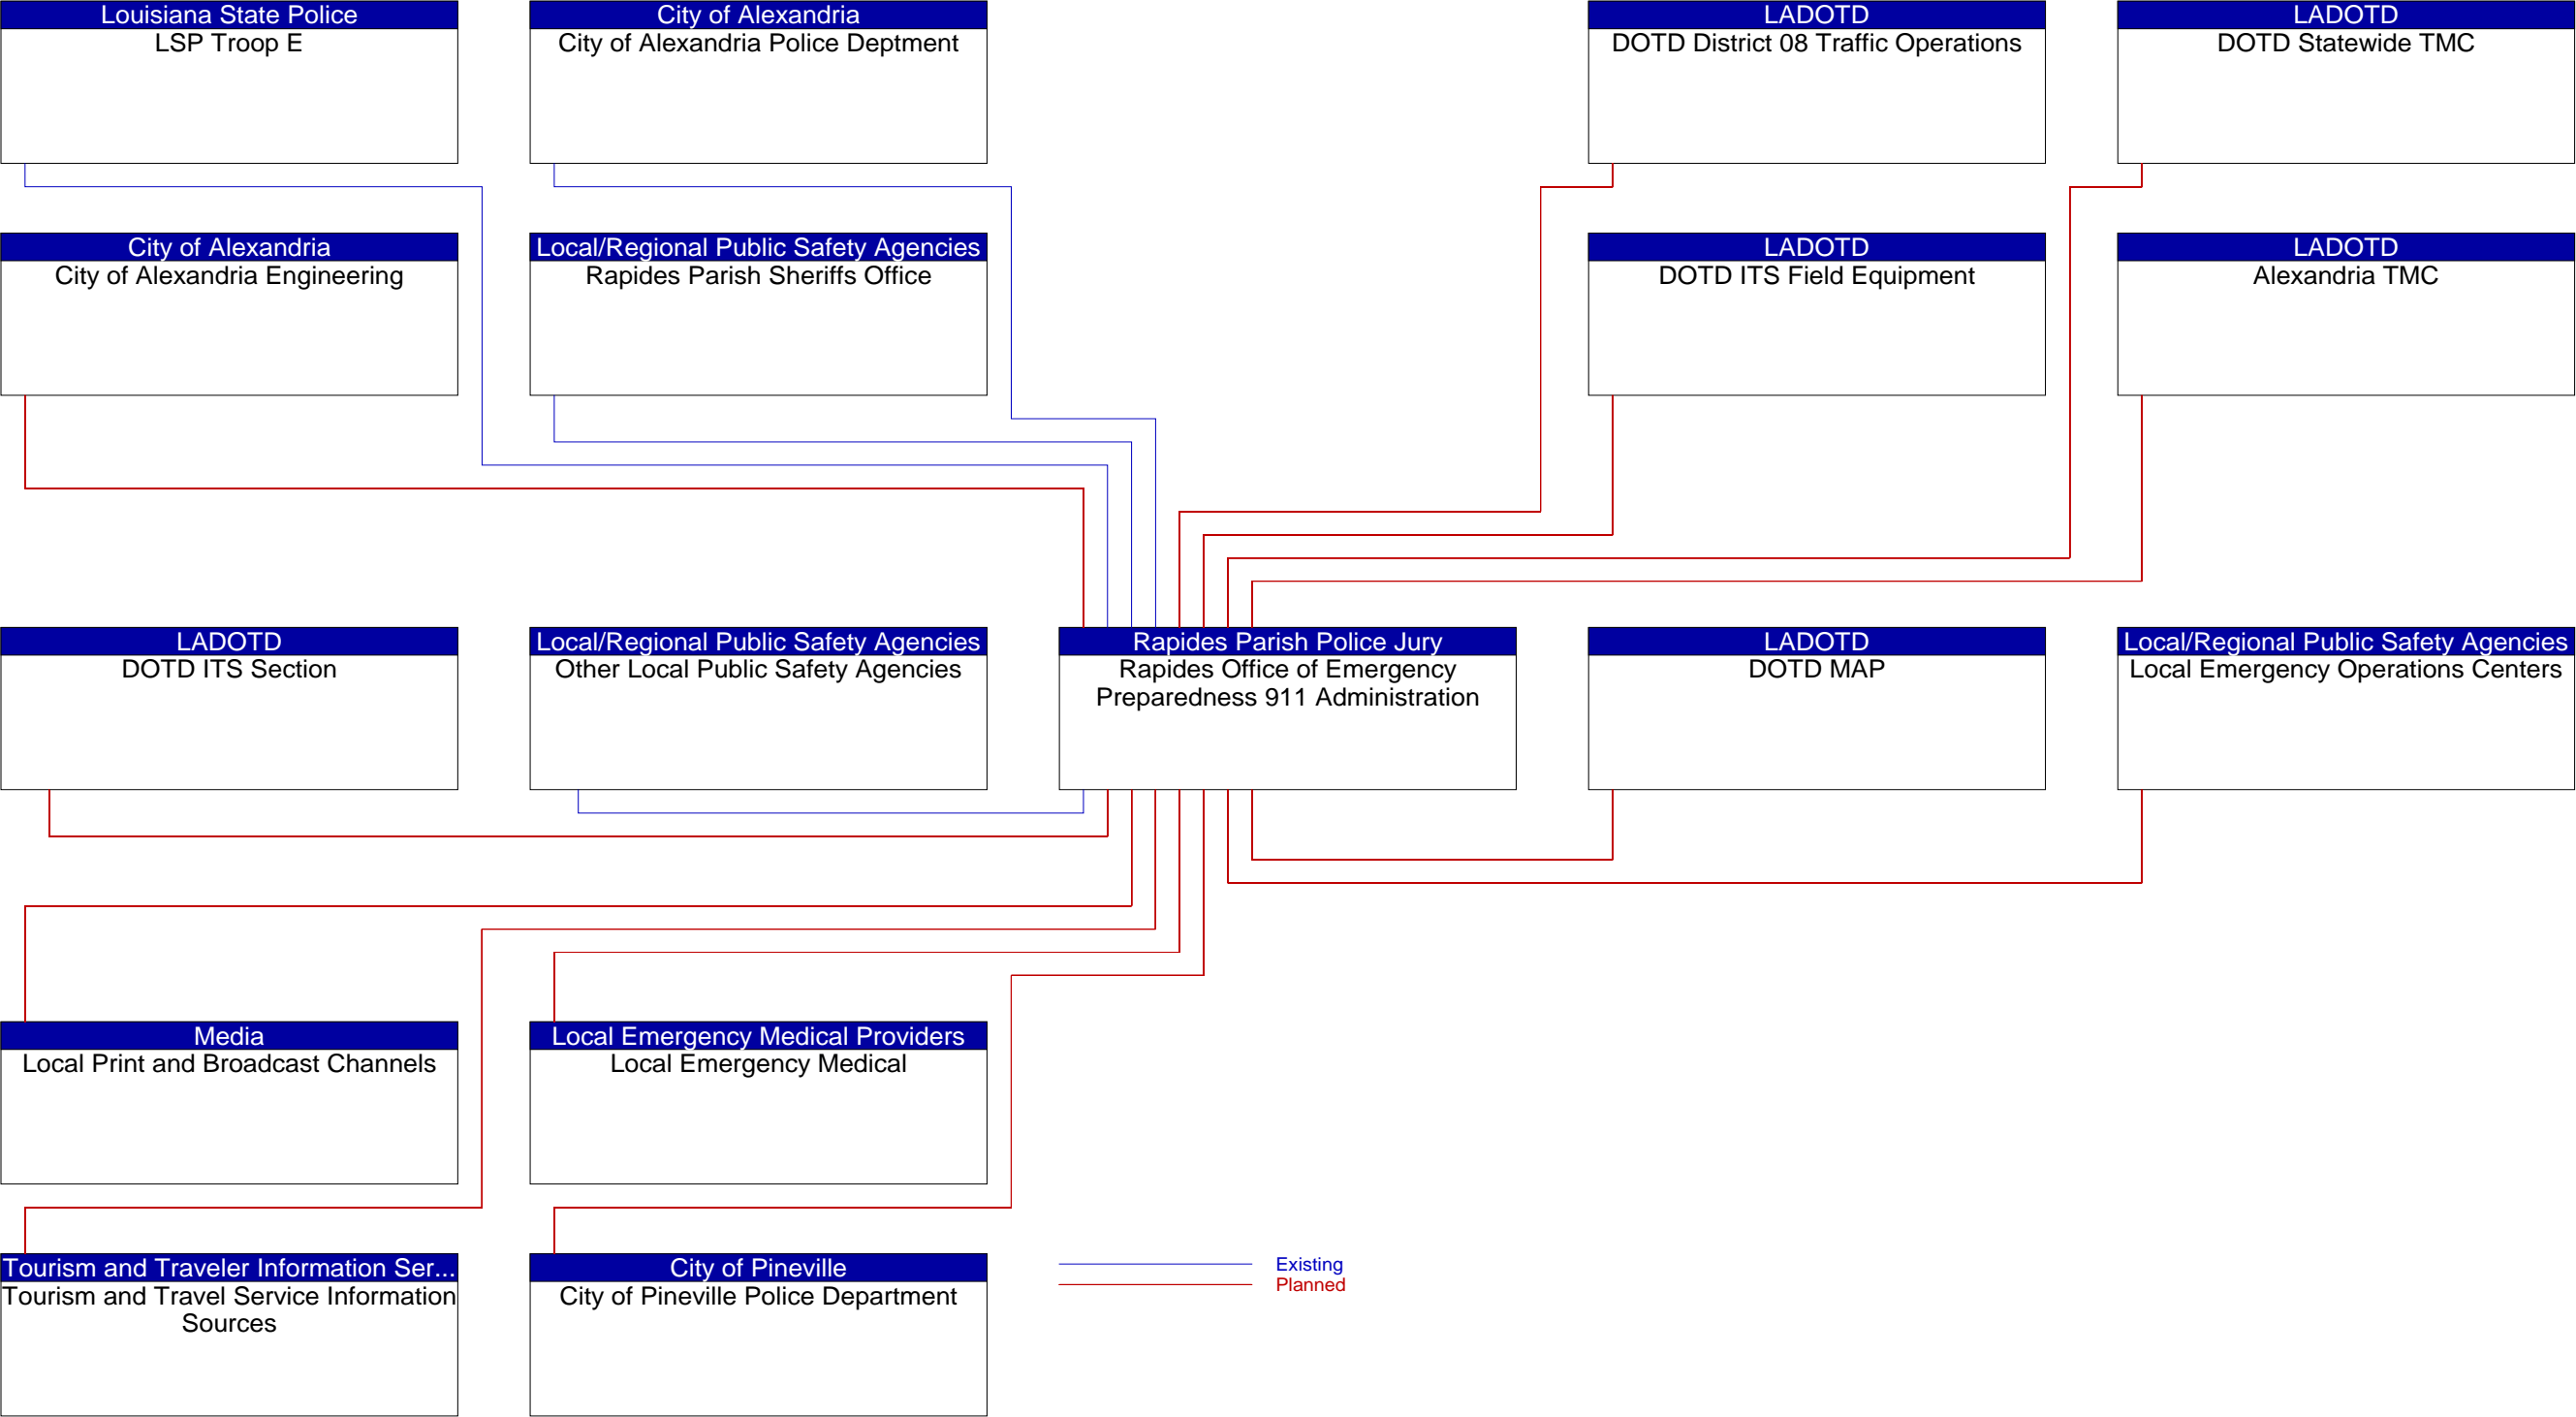 Louisiana State Police
LSP Troop E
City of Alexandria
City of Alexandria Police Deptment
LADOTD
DOTD District 08 Traffic Operations
LADOTD
DOTD Statewide TMC
City of Alexandria
City of Alexandria Engineering
Local/Regional Public Safety Agencies
Rapides Parish Sheriffs Office
LADOTD
DOTD ITS Field Equipment
LADOTD
Alexandria TMC
LADOTD
DOTD ITS Section
Local/Regional Public Safety Agencies
Other Local Public Safety Agencies
Rapides Parish Police Jury
Rapides Office of Emergency
Preparedness 911 Administration
LADOTD
DOTD MAP
Local/Regional Public Safety Agencies
Local Emergency Operations Centers
Media
Local Print and Broadcast Channels
Local Emergency Medical Providers
Local Emergency Medical
Tourism and Traveler Information Ser...
Tourism and Travel Service Information
Sources
City of Pineville
City of Pineville Police Department
Existing
Planned